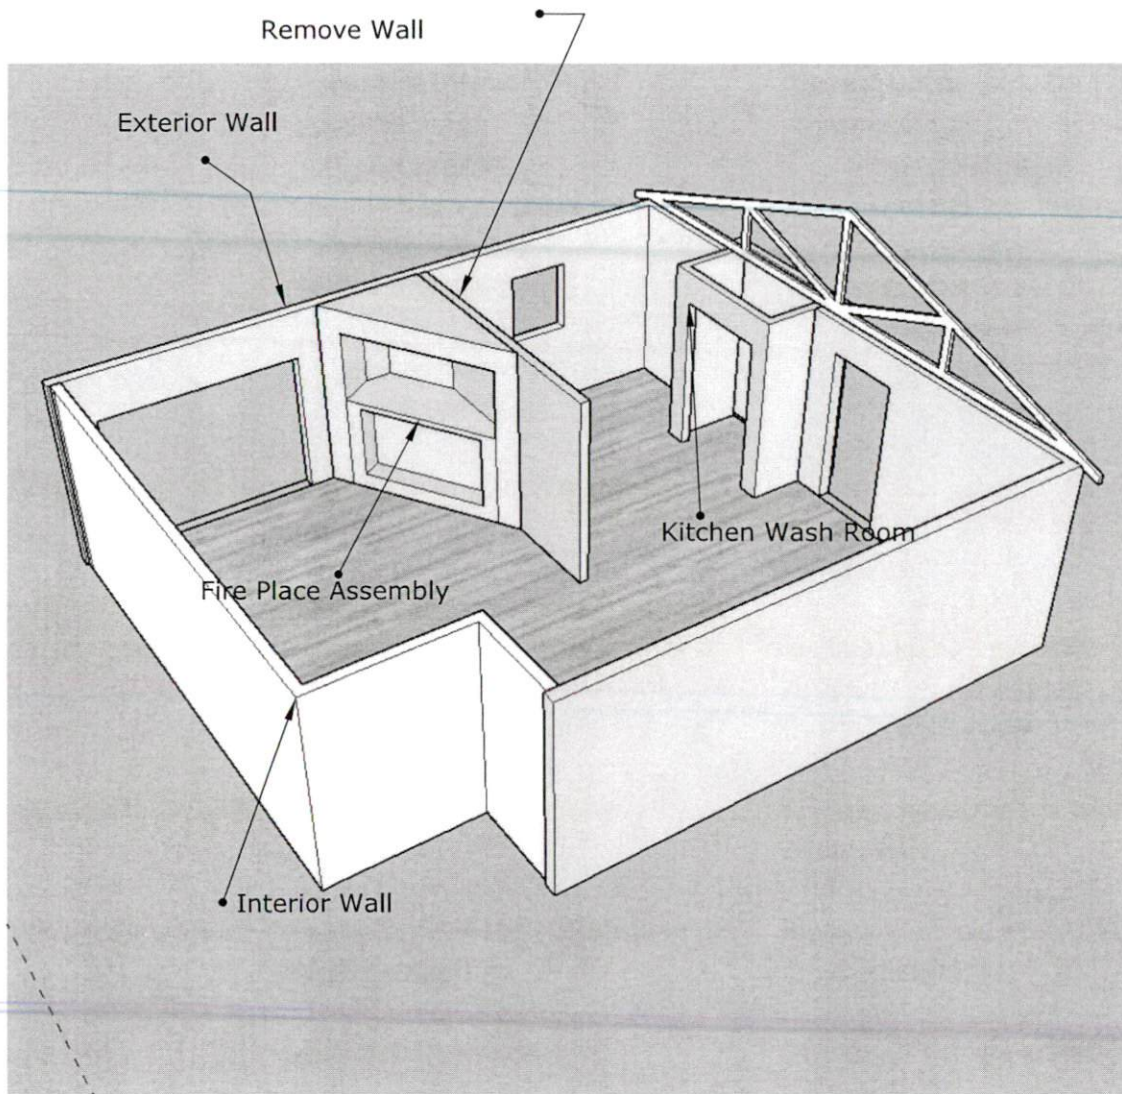 Remove Wall
Exterior Wall
Kitchen Wash Room
Fire Place Assembly
Interior Wall